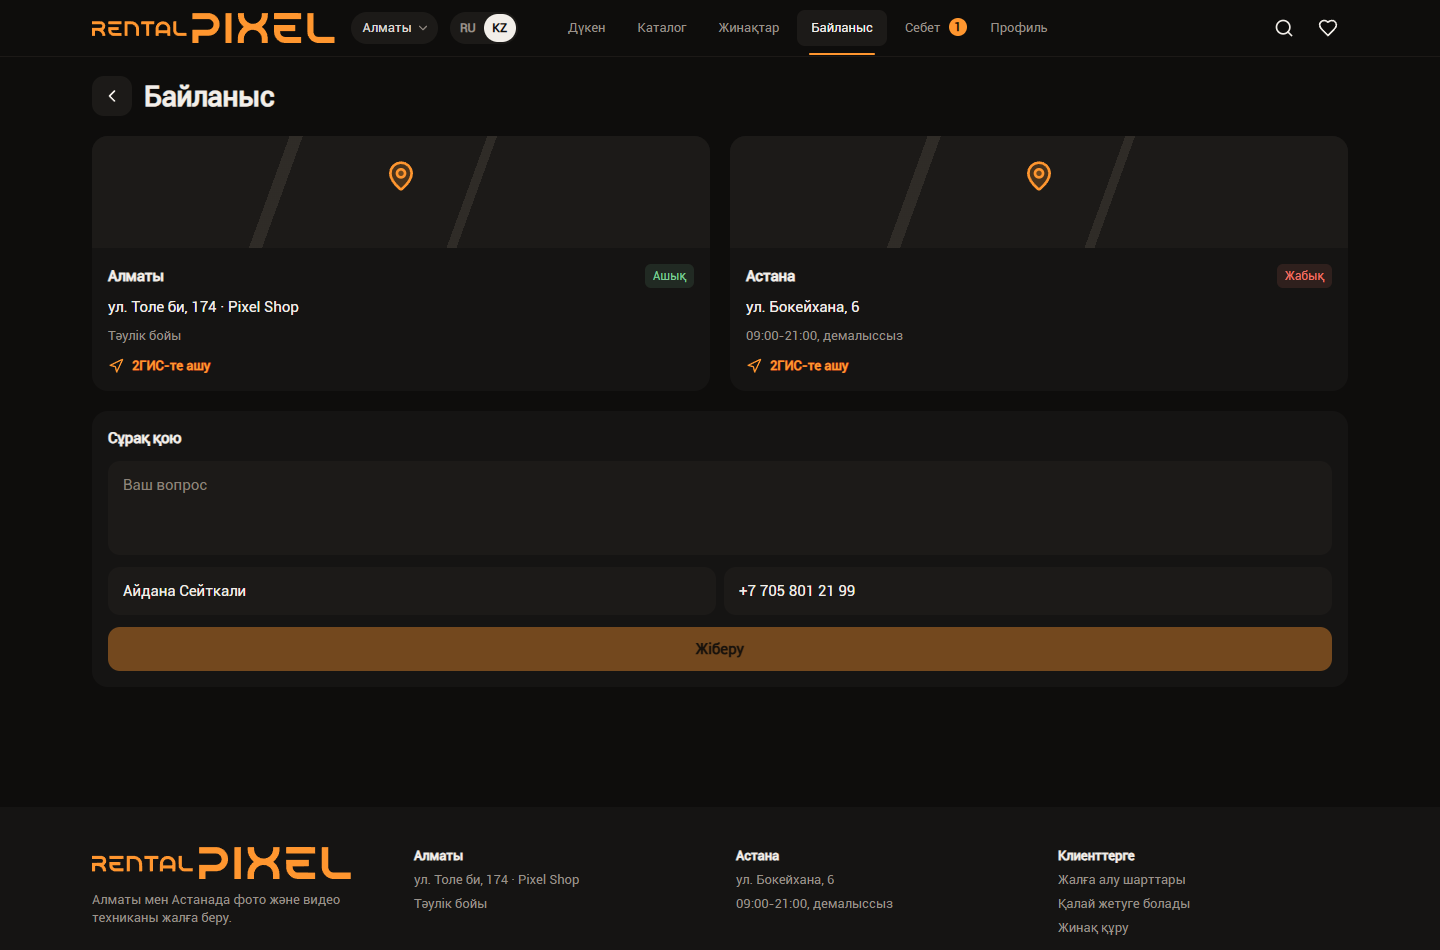 RENTAL PIXEL Алматы RU KZ Дүкен Каталог Жинақтар Байланыс Себет 1 Профиль
Байланыс
Алматы Ашық
ул. Толе би, 174 · Pixel Shop
Тәулік бойы
2ГИС-те ашу
Астана Жабық
ул. Бокейхана, 6
09:00-21:00, демалыссыз
2ГИС-те ашу
Сұрақ қою
Ваш вопрос
Айдана Сейткали +7 705 801 21 99
Жіберу
RENTAL PIXEL
Алматы мен Астанада фото және видео
техниканы жалға беру.
Алматы
ул. Толе би, 174 · Pixel Shop
Тәулік бойы
Астана
ул. Бокейхана, 6
09:00-21:00, демалыссыз
Клиенттерге
Жалға алу шарттары
Қалай жетуге болады
Жинақ құру